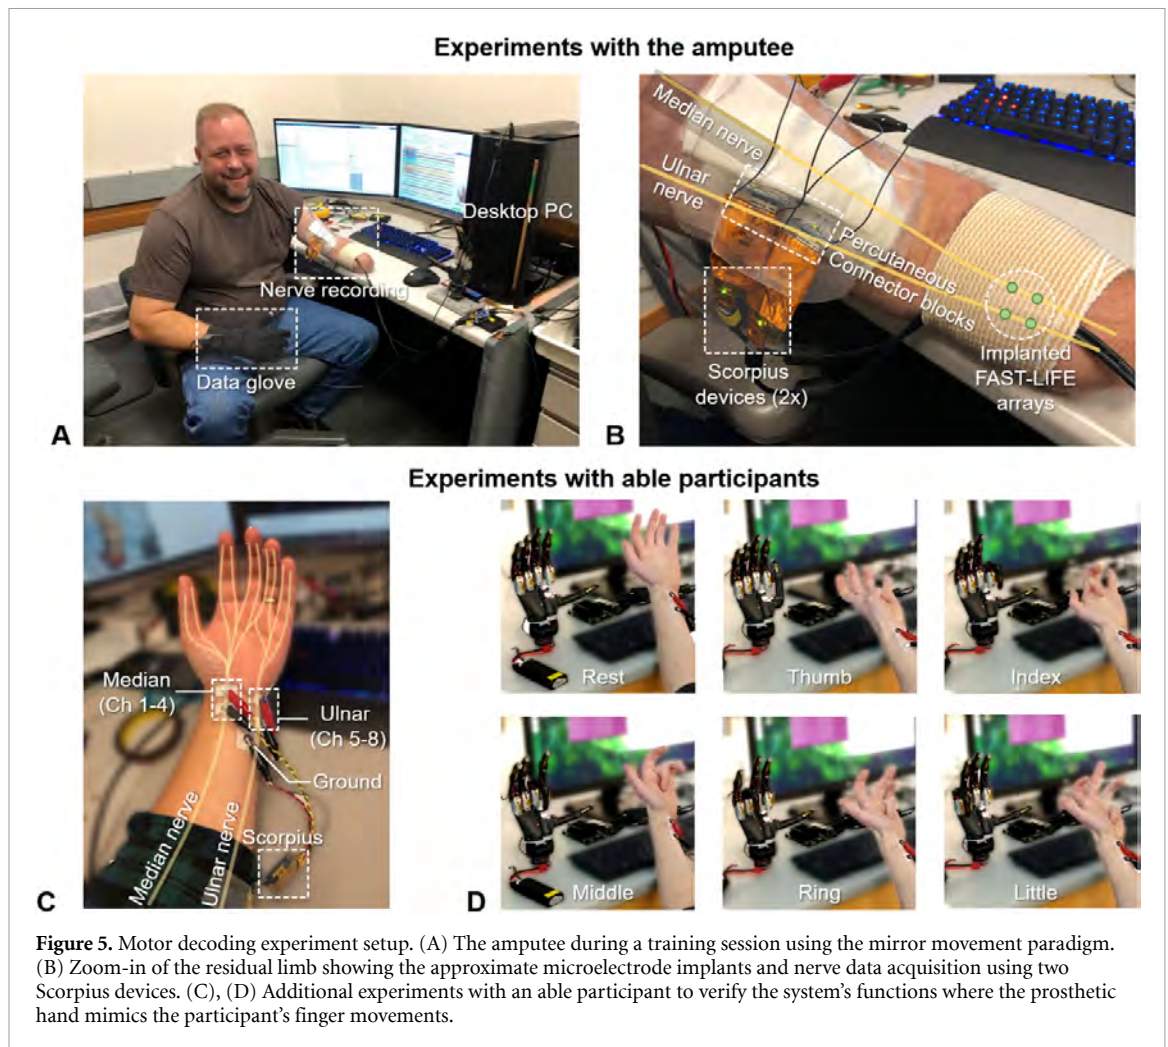 Experiments with the amputee
Desktop PC
Nerve recording
Data glove
A
Median nerve
Ulnar
nerve
Percutaneous
Connector blocks
Scorpius
devices (2x)
Implanted
FAST-LIFE
arrays
B
Experiments with able participants
Median
(Ch 1-4)
Ulnar
(Ch 5-8)
Ground
Scorpius
Median nerve
Ulnar nerve
C
Rest
Thumb
Index
Middle
Ring
Little
D
Figure 5. Motor decoding experiment setup. (A) The amputee during a training session using the mirror movement paradigm.
(B) Zoom-in of the residual limb showing the approximate microelectrode implants and nerve data acquisition using two
Scorpius devices. (C), (D) Additional experiments with an able participant to verify the system's functions where the prosthetic
hand mimics the participant's finger movements.